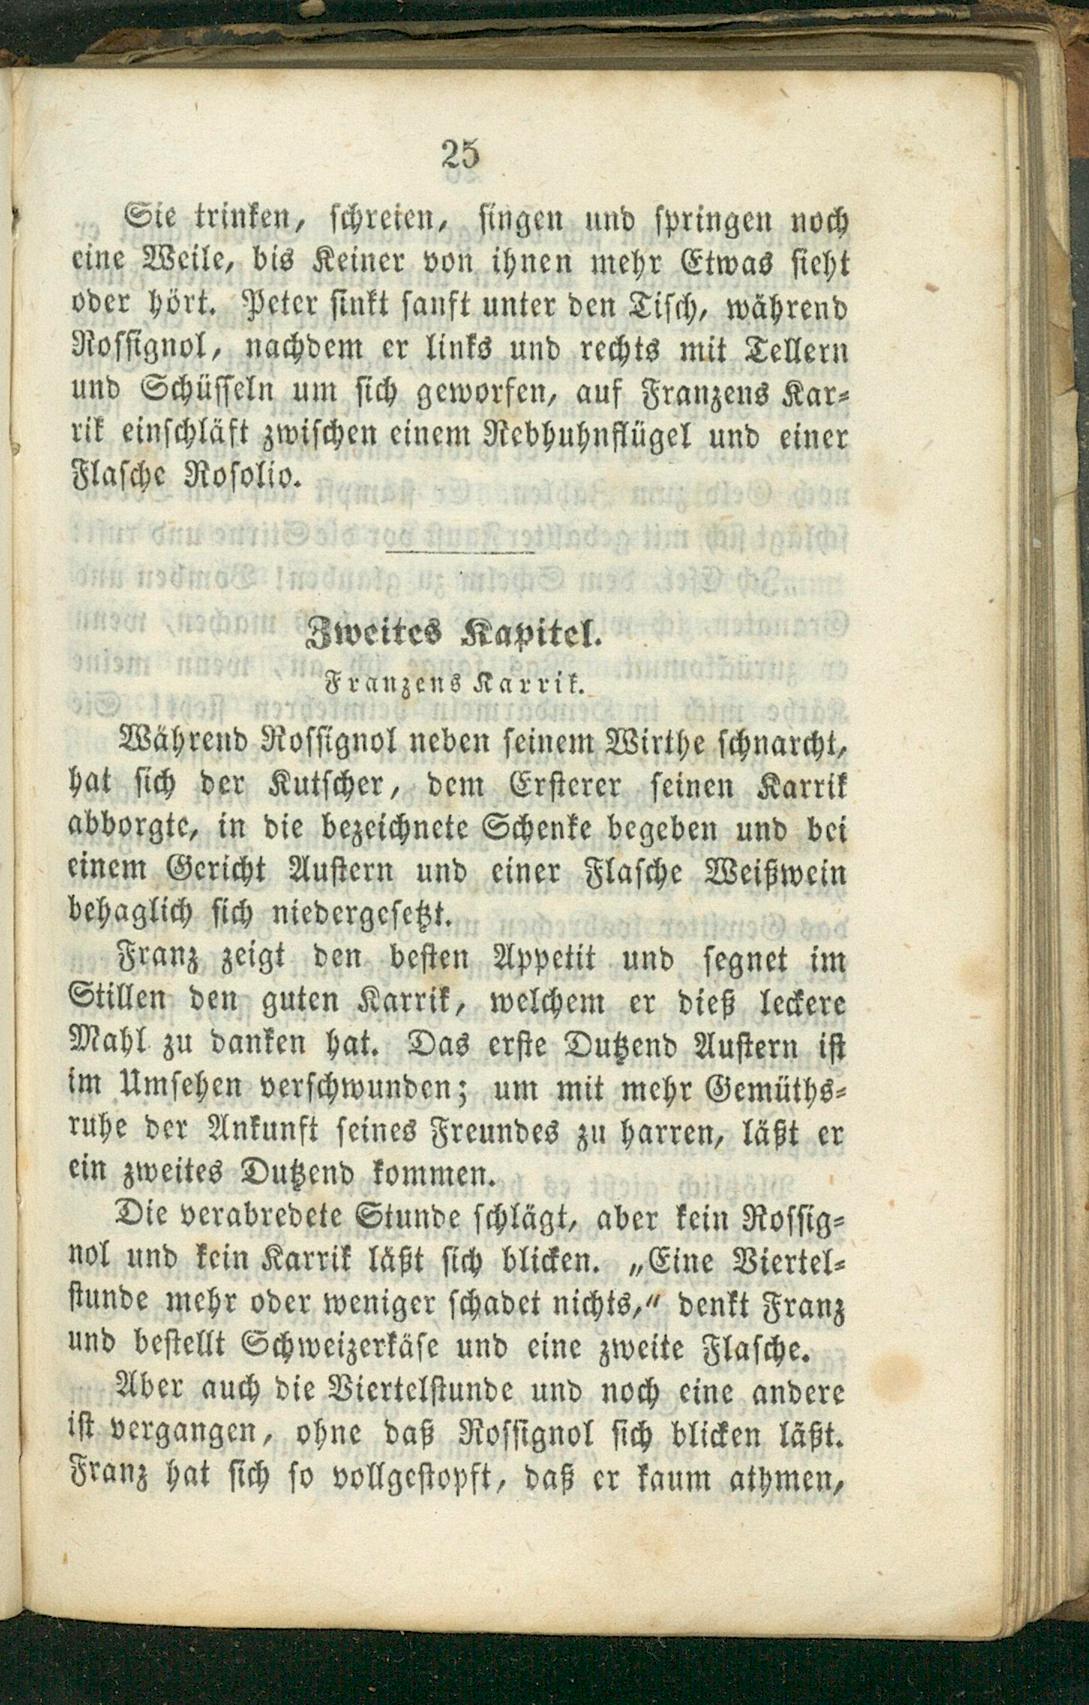 25
Sie trinken, schreien, singen und springen noch
eine Weile, bis Keiner von ihnen mehr Etwas sieht
oder hört. Peter sinkt sanft unter den Tisch, während
Rossignol, nachdem er links und rechts mit Tellern
und Schüsseln um sich geworfen, auf Franzens Kar-
rik einschläft zwischen einem Rebhuhnflügel und einer
Flasche Rosolio.
Zweites Kapitel.
Franzens Karrik.
Während Rossignol neben seinem Wirthe schnarcht,
hat sich der Kutscher, dem Ersterer seinen Karrik
abborgte, in die bezeichnete Schenke begeben und bei
einem Gericht Austern und einer Flasche Weißwein
behaglich sich niedergesetzt.
Franz zeigt den besten Appetit und segnet im
Stillen den guten Karrik, welchem er dieß leckere
Mahl zu danken hat. Das erste Dutzend Austern ist
im Umsehen verschwunden; um mit mehr Gemüths-
ruhe der Ankunft seines Freundes zu harren, läßt er
ein zweites Dutzend kommen.
Die verabredete Stunde schlägt, aber kein Rossig-
nol und kein Karrik läßt sich blicken. „Eine Viertel-
stunde mehr oder weniger schadet nichts,“ denkt Franz
und bestellt Schweizerkäse und eine zweite Flasche.
Aber auch die Viertelstunde und noch eine andere
ist vergangen, ohne daß Rossignol sich blicken läßt.
Franz hat sich so vollgestopft, daß er kaum athmen,